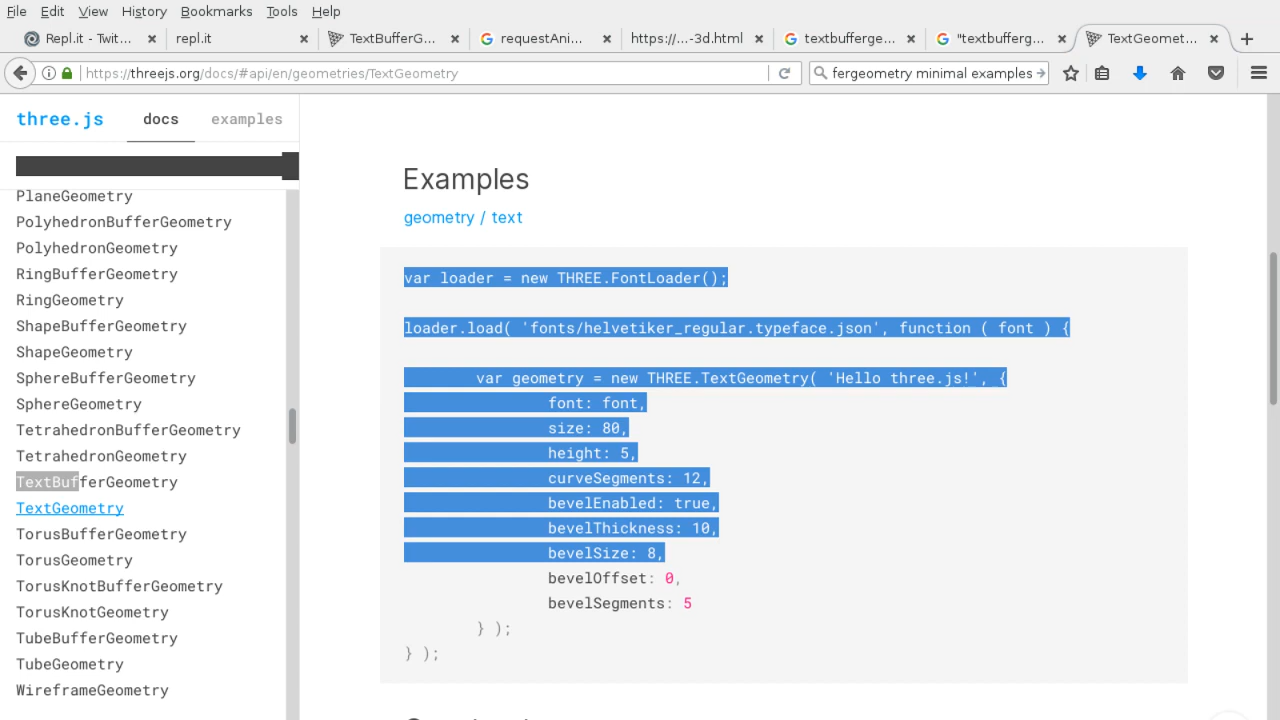 File Edit View History Bookmarks Tools Help
Repl.it - Twit... × repl.it × TextBufferG... × requestAni... × https://...-3d.html × textbufferge... × "textbufferg... × TextGeomet... × +
https://threejs.org/docs/#api/en/geometries/TextGeometry fergeometry minimal examples
three.js docs examples
PlaneGeometry
PolyhedronBufferGeometry
PolyhedronGeometry
RingBufferGeometry
RingGeometry
ShapeBufferGeometry
ShapeGeometry
SphereBufferGeometry
SphereGeometry
TetrahedronBufferGeometry
TetrahedronGeometry
TextBufferGeometry
TextGeometry
TorusBufferGeometry
TorusGeometry
TorusKnotBufferGeometry
TorusKnotGeometry
TubeBufferGeometry
TubeGeometry
WireframeGeometry
Examples
geometry / text
var loader = new THREE.FontLoader();
loader.load( 'fonts/helvetiker_regular.typeface.json', function ( font ) {
var geometry = new THREE.TextGeometry( 'Hello three.js!', {
font: font,
size: 80,
height: 5,
curveSegments: 12,
bevelEnabled: true,
bevelThickness: 10,
bevelSize: 8,
bevelOffset: 0,
bevelSegments: 5
} );
} );